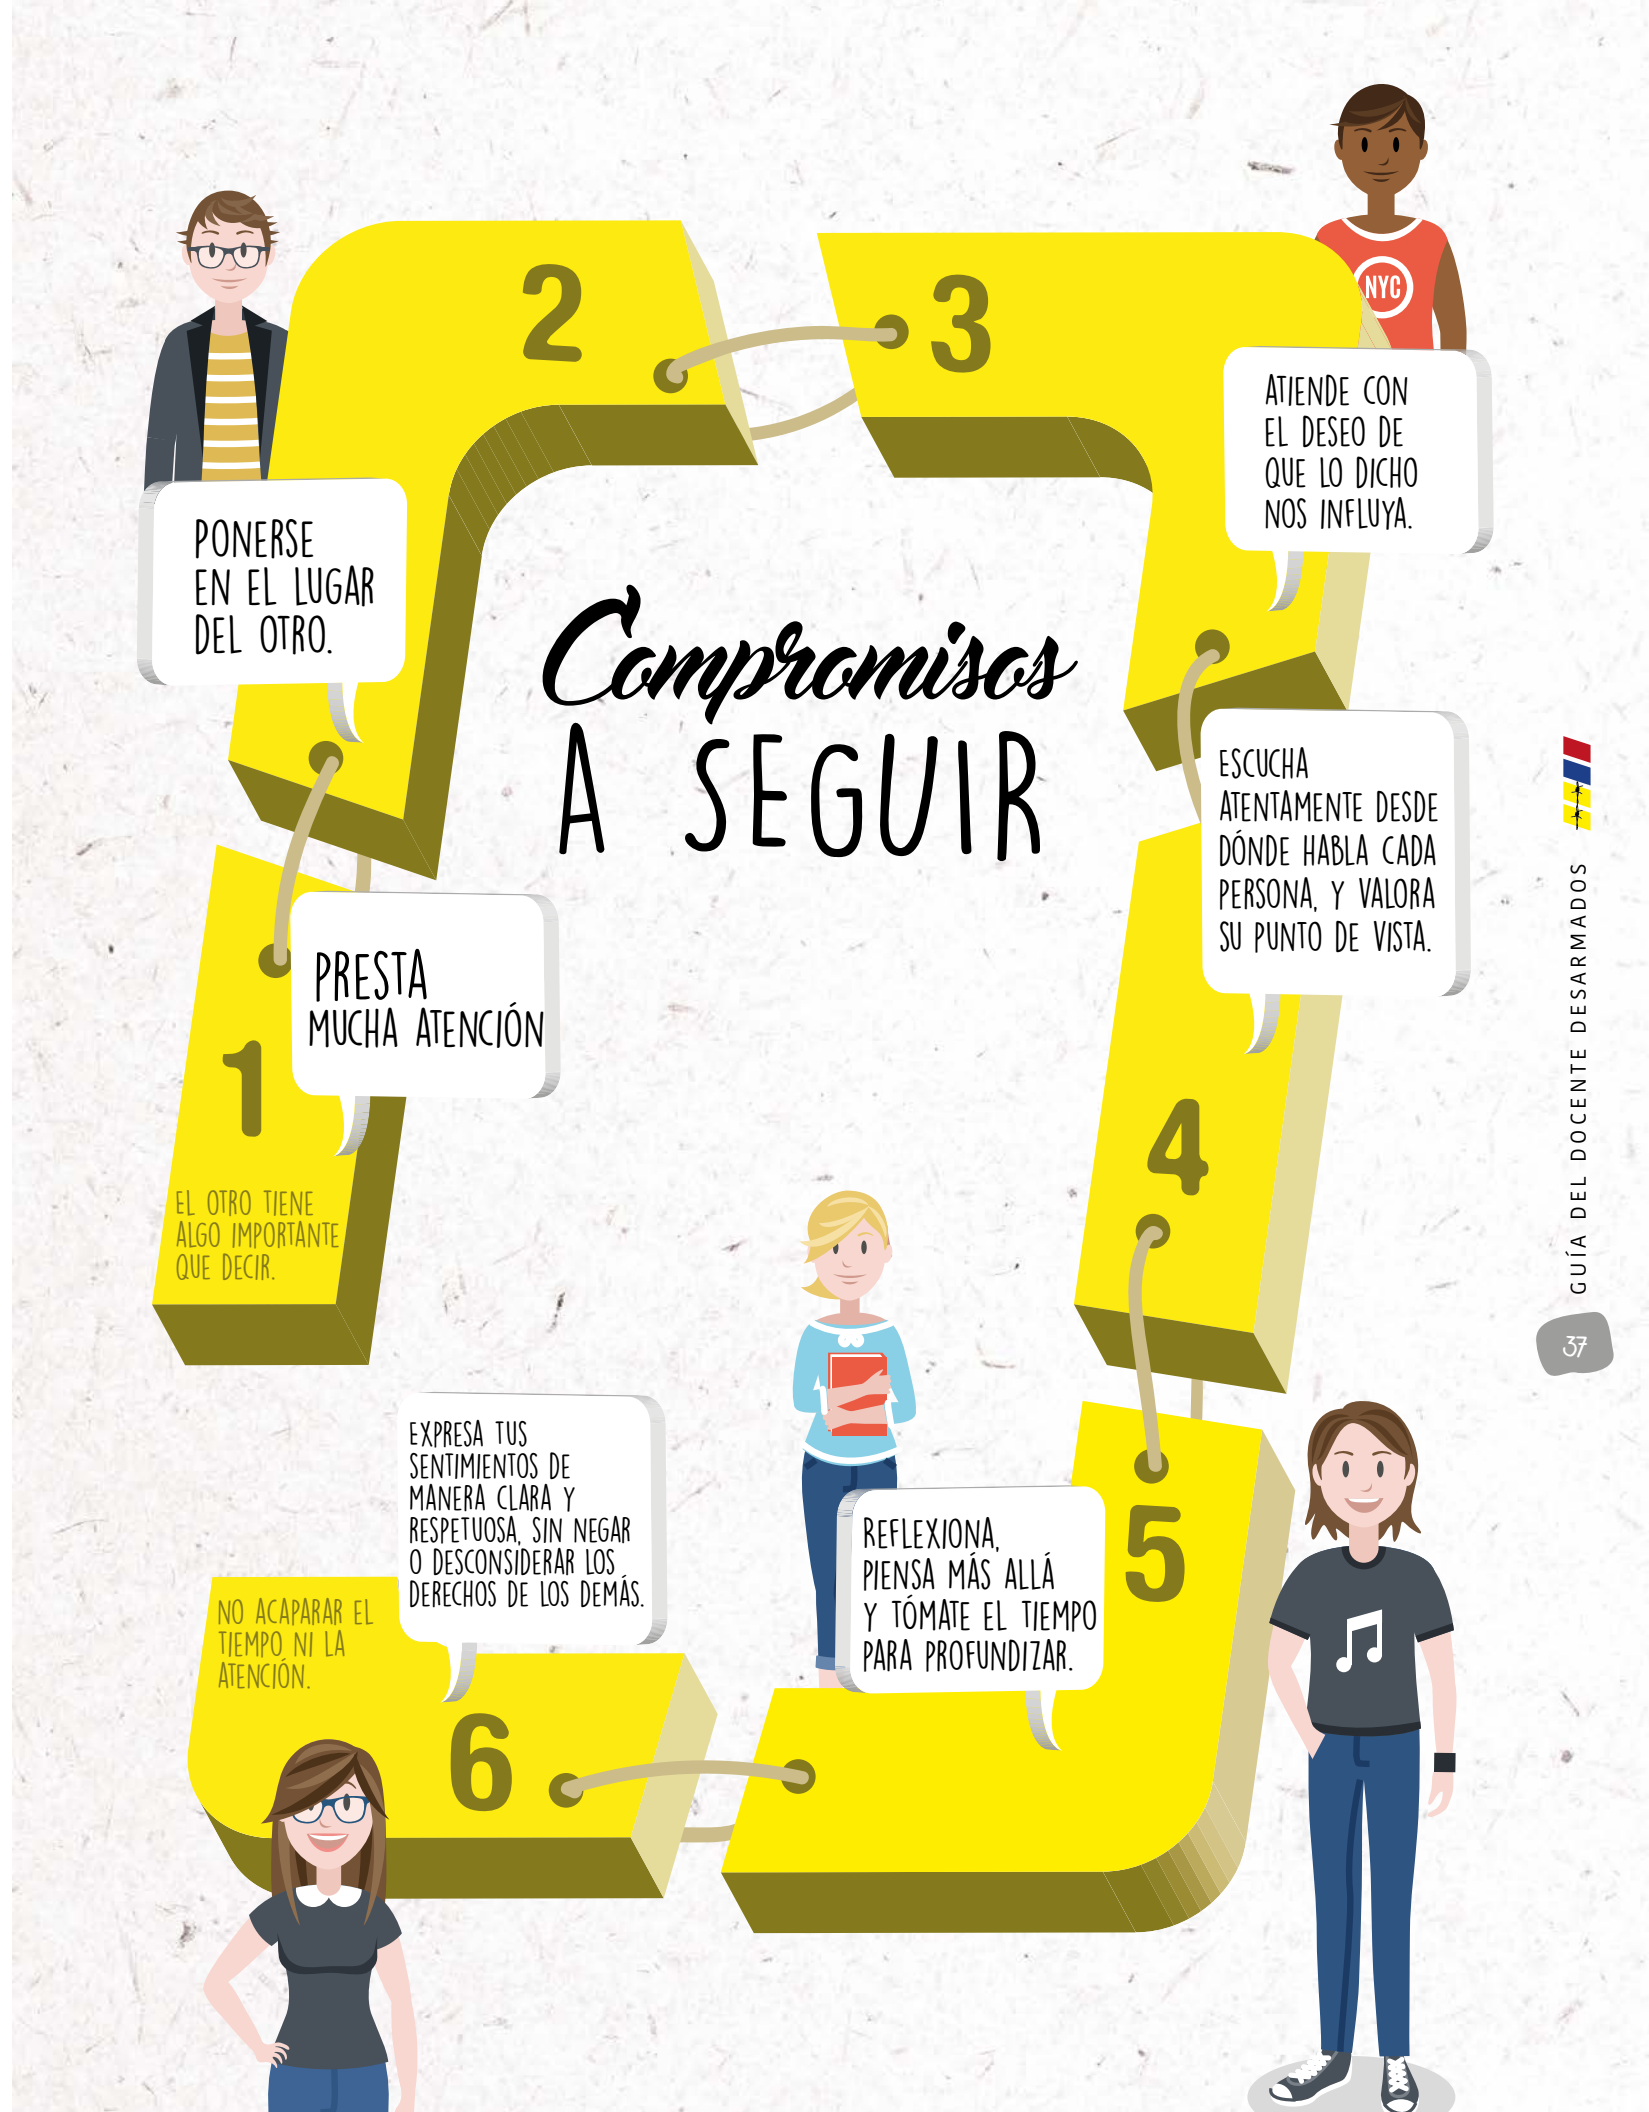 Compromisos
A SEGUIR
1
PRESTA
MUCHA ATENCIÓN
EL OTRO TIENE
ALGO IMPORTANTE
QUE DECIR.
2
PONERSE
EN EL LUGAR
DEL OTRO.
3
NYC
ATIENDE CON
EL DESEO DE
QUE LO DICHO
NOS INFLUYA.
4
ESCUCHA
ATENTAMENTE DESDE
DÓNDE HABLA CADA
PERSONA, Y VALORA
SU PUNTO DE VISTA.
5
REFLEXIONA,
PIENSA MÁS ALLÁ
Y TÓMATE EL TIEMPO
PARA PROFUNDIZAR.
6
EXPRESA TUS
SENTIMIENTOS DE
MANERA CLARA Y
RESPETUOSA, SIN NEGAR
O DESCONSIDERAR LOS
DERECHOS DE LOS DEMÁS.
NO ACAPARAR EL
TIEMPO NI LA
ATENCIÓN.
GUÍA DEL DOCENTE DESARMADOS
37